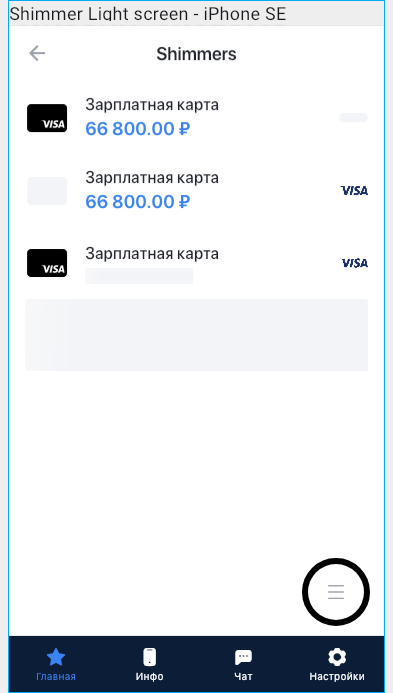 Shimmer Light screen - iPhone SE
Shimmers
Зарплатная карта
VISA
66 800.00 ₽
Зарплатная карта
66 800.00 ₽
VISA
Зарплатная карта
VISA
VISA
Главная
Инфо
Чат
Настройки